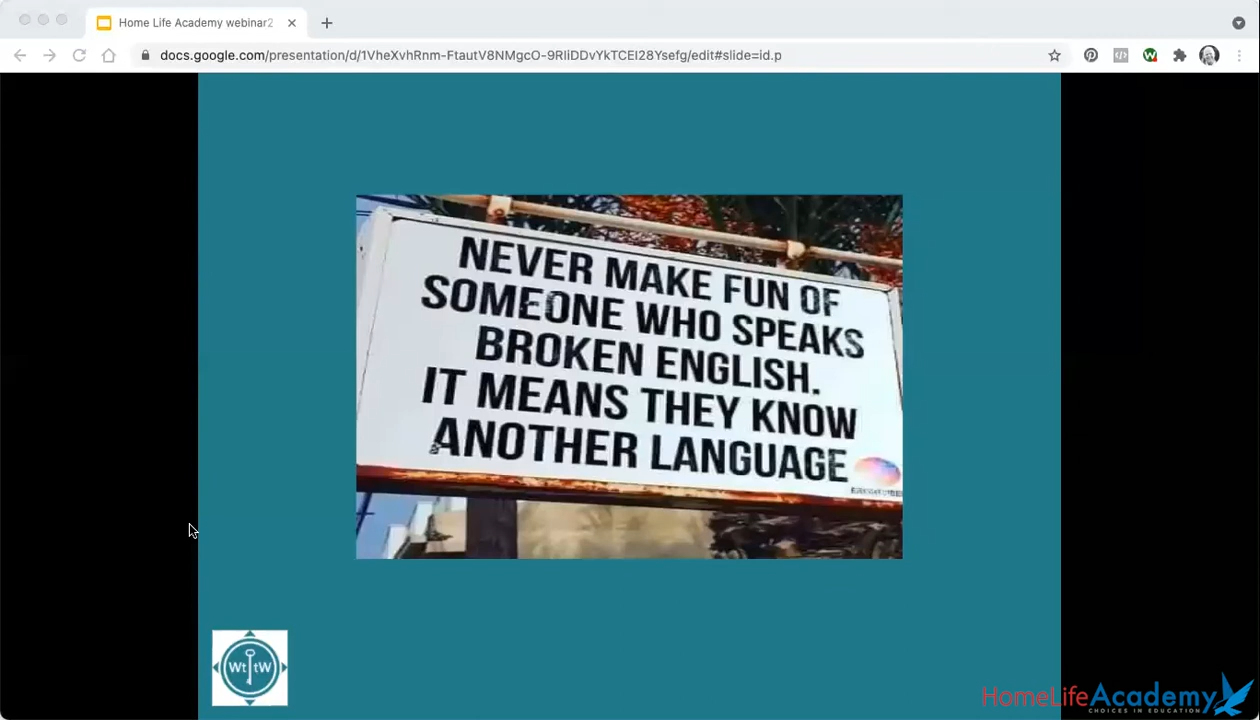 Home Life Academy webinar2
docs.google.com/presentation/d/1VheXvhRnm-FtautV8NMgcO-9RliDDvYkTCEI28Ysefg/edit#slide=id.p
NEVER MAKE FUN OF
SOMEONE WHO SPEAKS
BROKEN ENGLISH.
IT MEANS THEY KNOW
ANOTHER LANGUAGE
WttW
HomeLifeAcademy
CHOICES IN EDUCATION